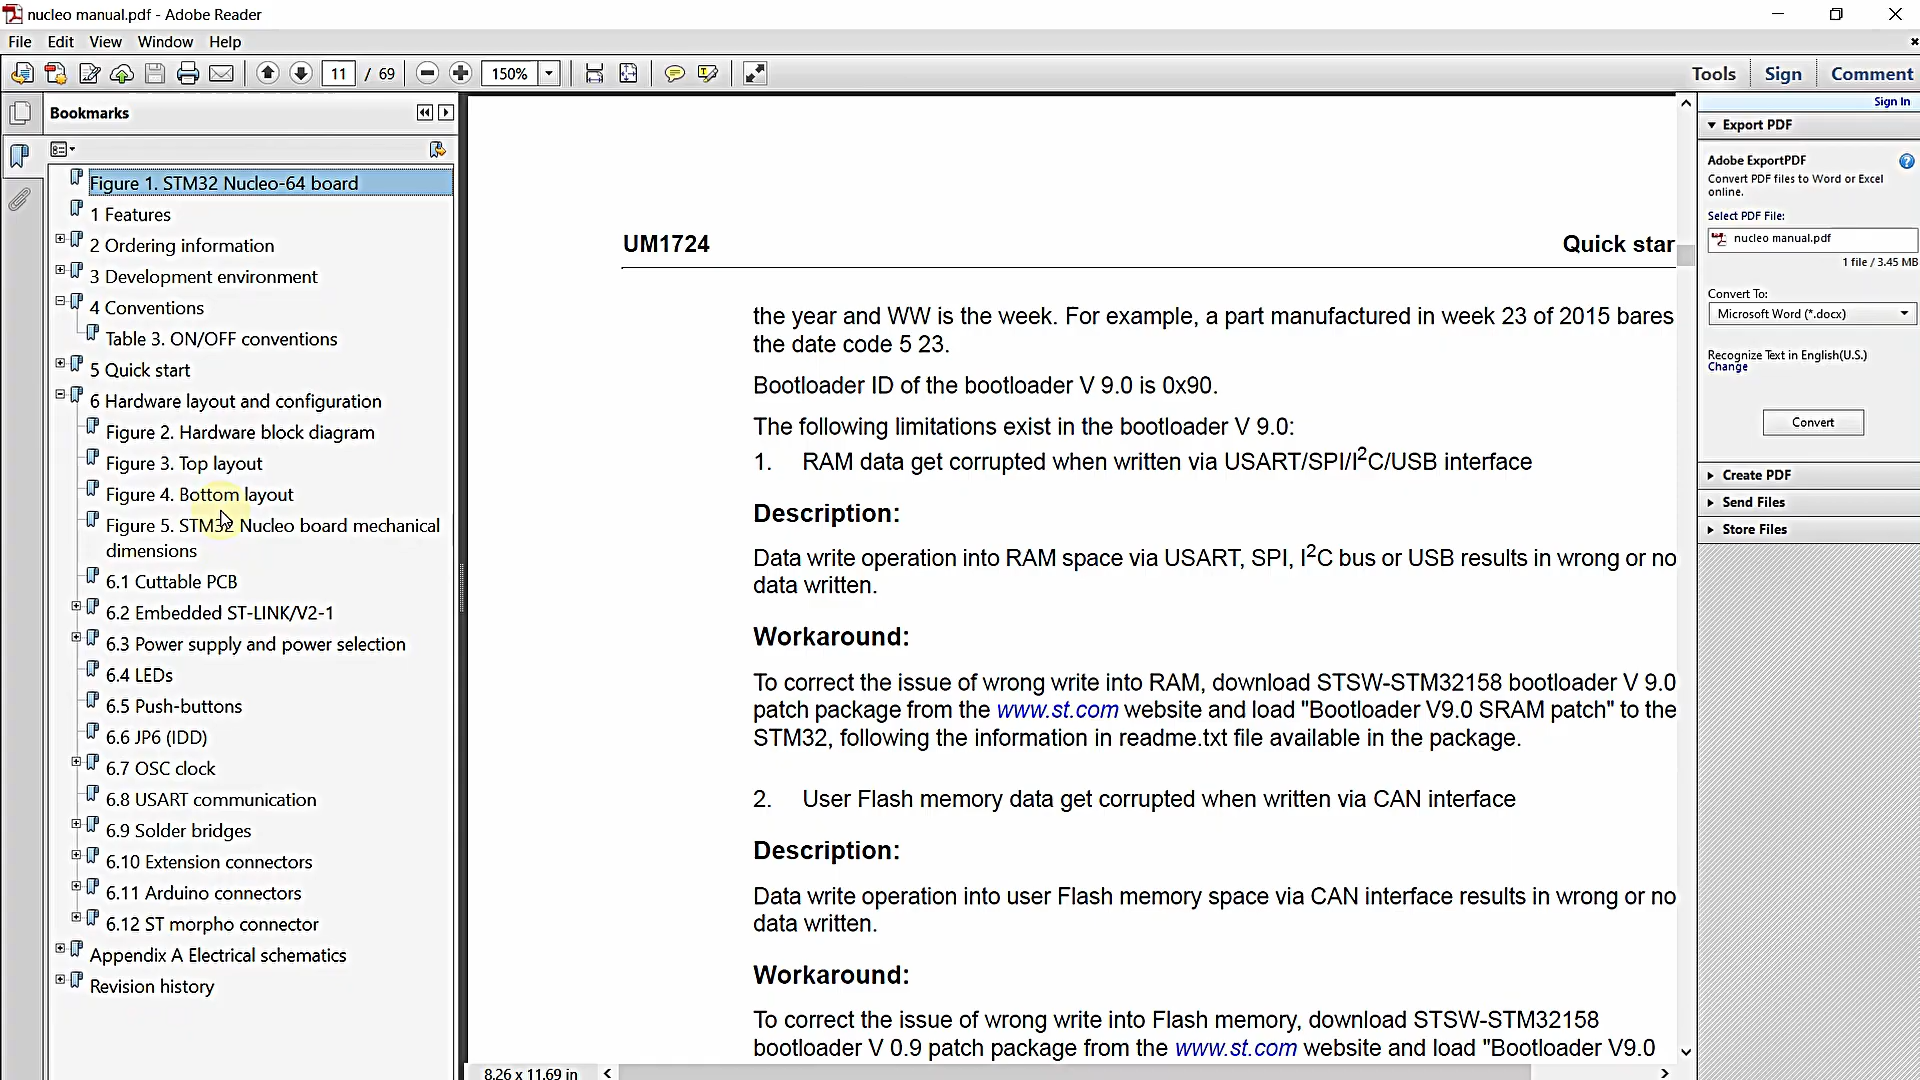 nucleo manual.pdf - Adobe Reader
File Edit View Window Help
11 / 69 150% Tools Sign Comment
Sign In
Bookmarks
Figure 1. STM32 Nucleo-64 board
1 Features
2 Ordering information
3 Development environment
4 Conventions
Table 3. ON/OFF conventions
5 Quick start
6 Hardware layout and configuration
Figure 2. Hardware block diagram
Figure 3. Top layout
Figure 4. Bottom layout
Figure 5. STM32 Nucleo board mechanical
dimensions
6.1 Cuttable PCB
6.2 Embedded ST-LINK/V2-1
6.3 Power supply and power selection
6.4 LEDs
6.5 Push-buttons
6.6 JP6 (IDD)
6.7 OSC clock
6.8 USART communication
6.9 Solder bridges
6.10 Extension connectors
6.11 Arduino connectors
6.12 ST morpho connector
Appendix A Electrical schematics
Revision history
UM1724 Quick star
the year and WW is the week. For example, a part manufactured in week 23 of 2015 bares
the date code 5 23.
Bootloader ID of the bootloader V 9.0 is 0x90.
The following limitations exist in the bootloader V 9.0:
1. RAM data get corrupted when written via USART/SPI/I2C/USB interface
Description:
Data write operation into RAM space via USART, SPI, I2C bus or USB results in wrong or no
data written.
Workaround:
To correct the issue of wrong write into RAM, download STSW-STM32158 bootloader V 9.0
patch package from the www.st.com website and load "Bootloader V9.0 SRAM patch" to the
STM32, following the information in readme.txt file available in the package.
2. User Flash memory data get corrupted when written via CAN interface
Description:
Data write operation into user Flash memory space via CAN interface results in wrong or no
data written.
Workaround:
To correct the issue of wrong write into Flash memory, download STSW-STM32158
bootloader V 0.9 patch package from the www.st.com website and load "Bootloader V9.0
8.26 x 11.69 in
Export PDF
Adobe ExportPDF
Convert PDF files to Word or Excel
online.
Select PDF File:
nucleo manual.pdf
1 file / 3.45 MB
Convert To:
Microsoft Word (*.docx)
Recognize Text in English(U.S.)
Change
Convert
Create PDF
Send Files
Store Files